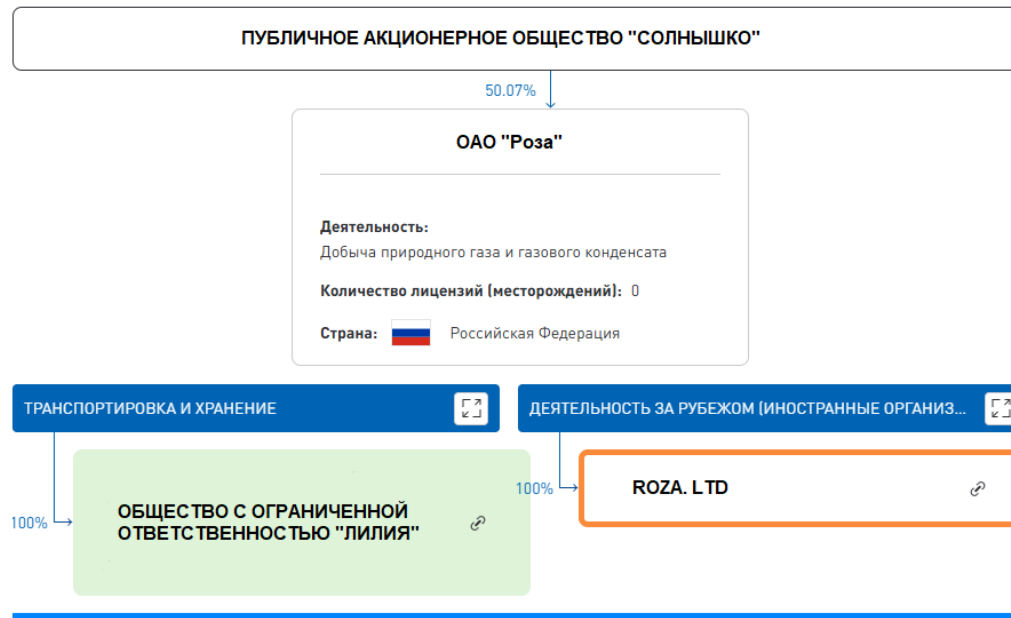 ПУБЛИЧНОЕ АКЦИОНЕРНОЕ ОБЩЕСТВО "СОЛНЫШКО"
50.07%
ОАО "Роза"
Деятельность:
Добыча природного газа и газового конденсата
Количество лицензий (месторождений): 0
Страна: Российская Федерация
ТРАНСПОРТИРОВКА И ХРАНЕНИЕ
100%
ОБЩЕСТВО С ОГРАНИЧЕННОЙ
ОТВЕТСТВЕННОСТЬЮ "ЛИЛИЯ"
ДЕЯТЕЛЬНОСТЬ ЗА РУБЕЖОМ (ИНОСТРАННЫЕ ОРГАНИЗ...
100%
ROZA. LTD